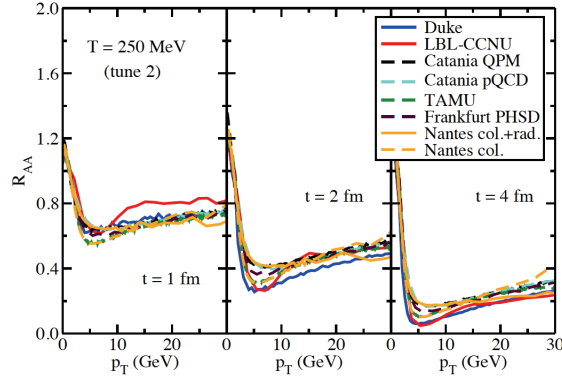 2.0
1.6
1.2
0.8
0.4
0.0
R_AA
T = 250 MeV
(tune 2)
t = 1 fm
t = 2 fm
t = 4 fm
Duke
LBL-CCNU
Catania QPM
Catania pQCD
TAMU
Frankfurt PHSD
Nantes col.+rad.
Nantes col.
0 10 20 0 10 20 0 10 20 30
p_T (GeV) p_T (GeV) p_T (GeV)